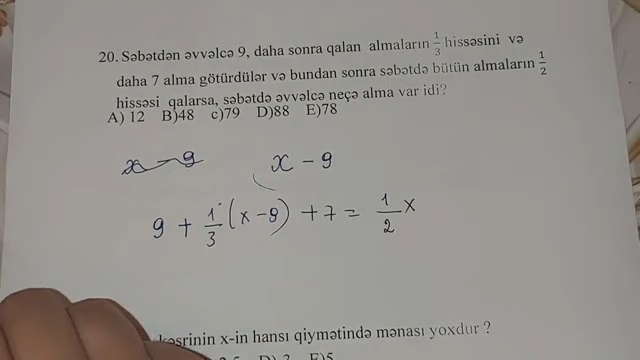 20. Səbətdən əvvəlcə 9, daha sonra qalan almaların 1/3 hissəsini və
daha 7 alma götürdülər və bundan sonra səbətdə bütün almaların 1/2
hissəsi qalarsa, səbətdə əvvəlcə neçə alma var idi?
A) 12 B)48 c)79 D)88 E)78
x - 9 x - 9
9 + 1/3 (x - 9) + 7 = 1/2 x
kəsrinin x-in hansı qiymətində mənası yoxdur ?
D) 2 E)5